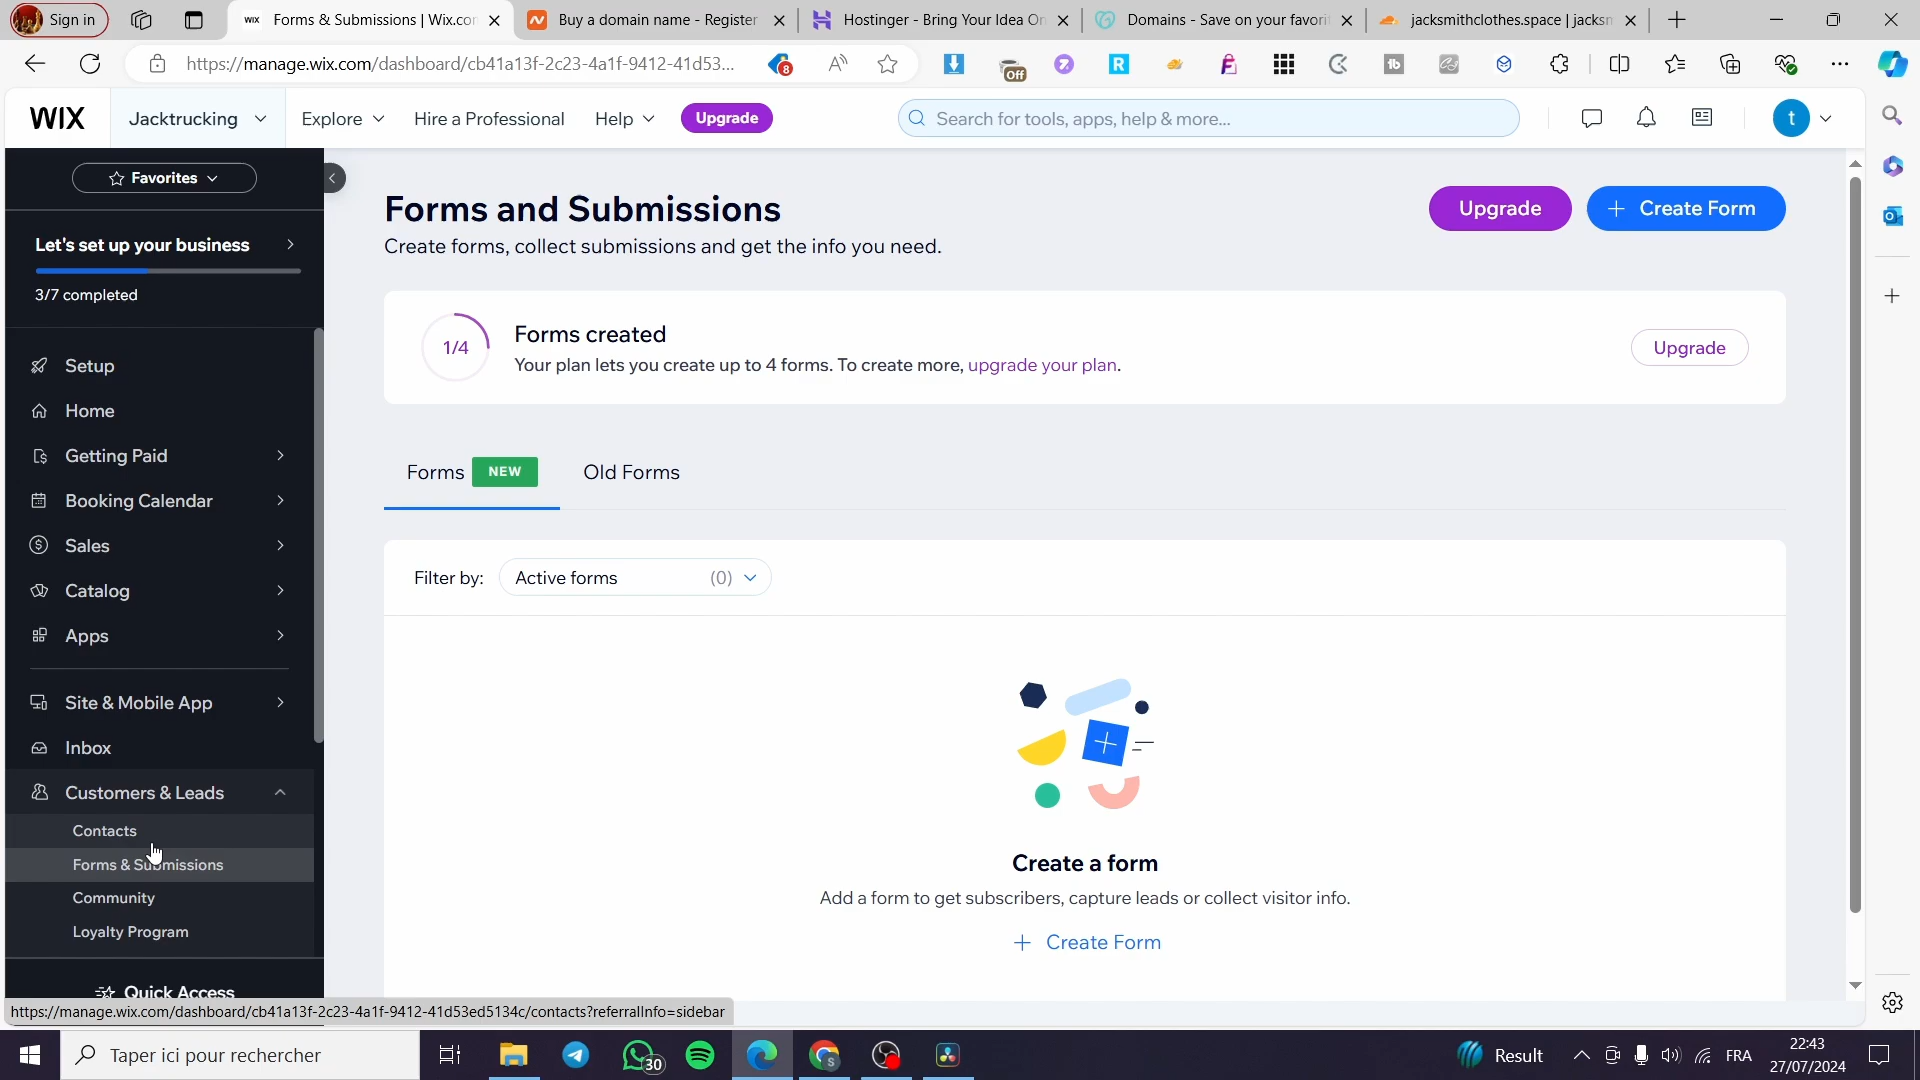 Sign in
WIX Forms & Submissions | Wix.con
Buy a domain name - Register
Hostinger - Bring Your Idea On
Domains - Save on your favori
jacksmithclothes.space | jacksm
https://manage.wix.com/dashboard/cb41a13f-2c23-4a1f-9412-41d53...
8
Off
WIX
Jacktrucking
Explore
Hire a Professional
Help
Upgrade
Search for tools, apps, help & more...
t
Favorites
Let's set up your business
3/7 completed
Setup
Home
Getting Paid
Booking Calendar
Sales
Catalog
Apps
Site & Mobile App
Inbox
Customers & Leads
Contacts
Forms & Submissions
Community
Loyalty Program
Quick Access
Forms and Submissions
Create forms, collect submissions and get the info you need.
Upgrade
+ Create Form
1/4
Forms created
Your plan lets you create up to 4 forms. To create more, upgrade your plan.
Upgrade
Forms NEW
Old Forms
Filter by:
Active forms (0)
Create a form
Add a form to get subscribers, capture leads or collect visitor info.
+ Create Form
https://manage.wix.com/dashboard/cb41a13f-2c23-4a1f-9412-41d53ed5134c/contacts?referralInfo=sidebar
Taper ici pour rechercher
30
Result
FRA
22:43
27/07/2024